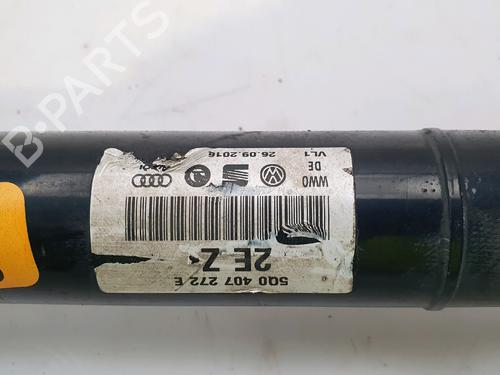 B-PARTS
WWO
DE
VL1
26.09.2016
2E Z
5Q0 407 272 E